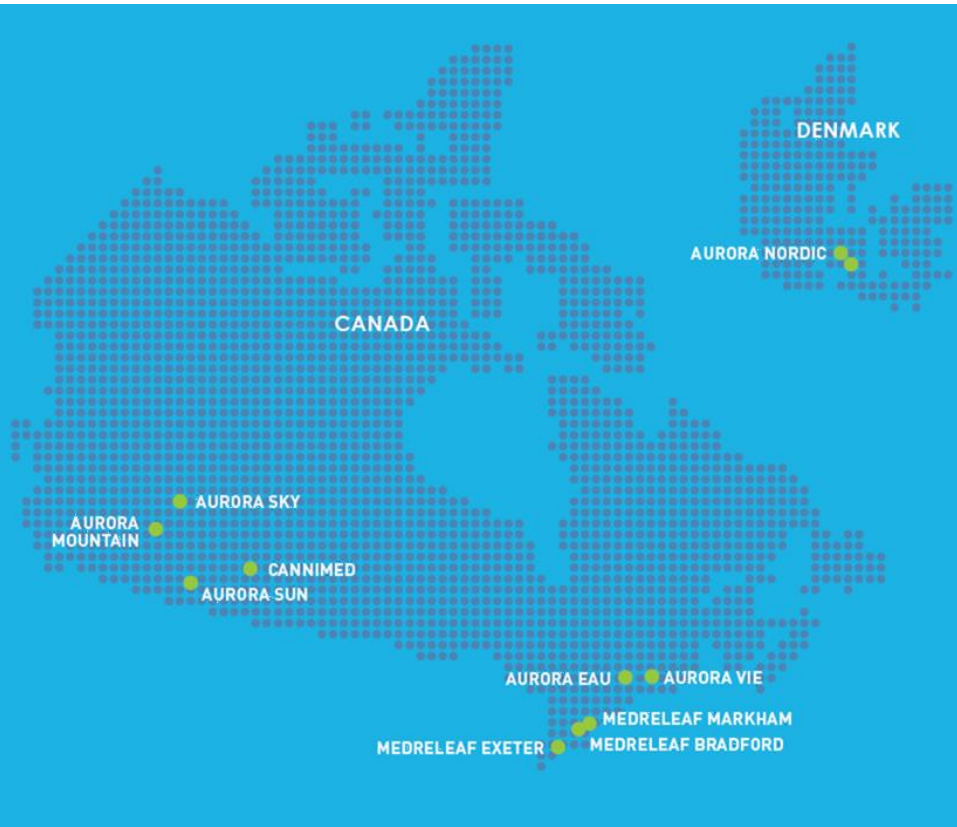 DENMARK
AURORA NORDIC
CANADA
AURORA SKY
AURORA
MOUNTAIN
CANNIMED
AURORA SUN
AURORA EAU
AURORA VIE
MEDRELEAF MARKHAM
MEDRELEAF BRADFORD
MEDRELEAF EXETER